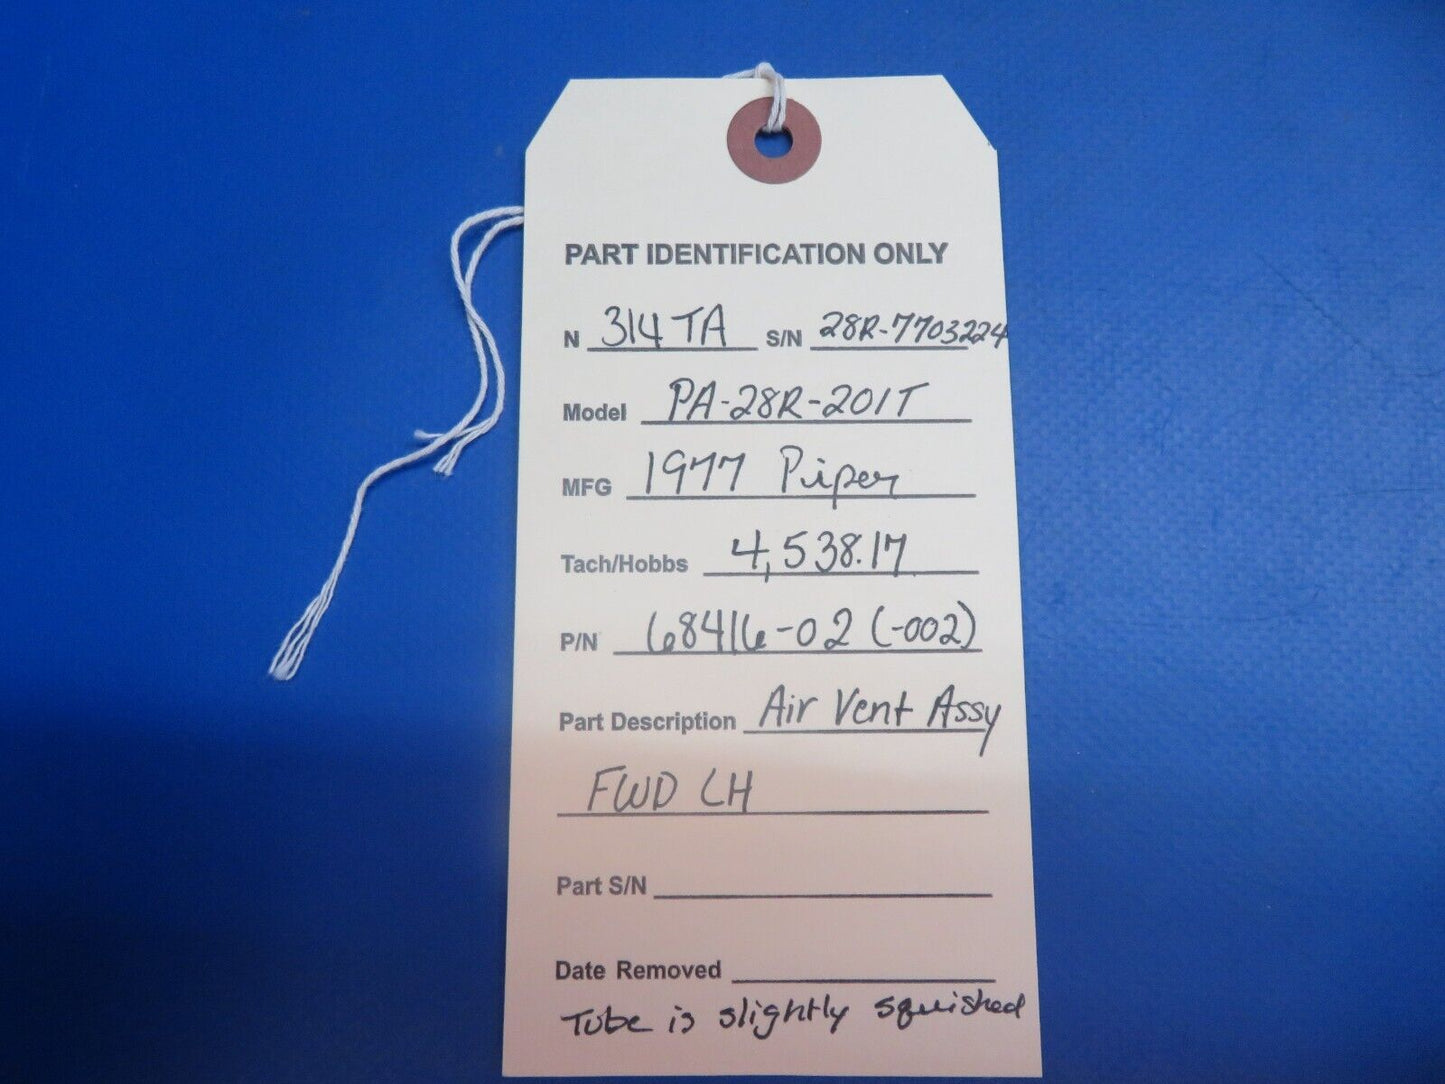 PART IDENTIFICATION ONLY
N 314TA S/N 28R-7703224
Model PA-28R-201T
MFG 1977 Piper
Tach/Hobbs 4,538.17
P/N 68416-02 (-002)
Part Description Air Vent Assy
FWD LH
Part S/N
Date Removed
Tube is slightly squished